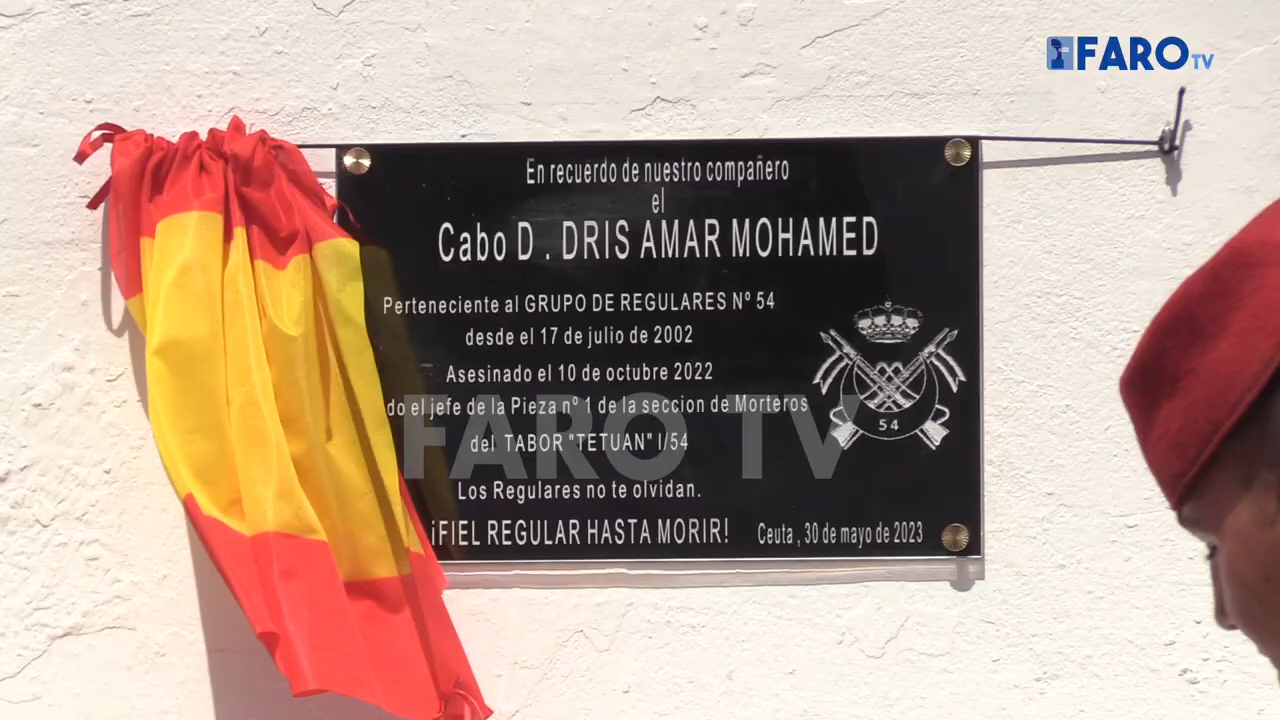 FARO TV
En recuerdo de nuestro compañero
el
Cabo D . DRIS AMAR MOHAMED
Perteneciente al GRUPO DE REGULARES Nº 54
desde el 17 de julio de 2002
Asesinado el 10 de octubre 2022
do el jefe de la Pieza nº 1 de la seccion de Morteros
54
del TABOR "TETUAN" I/54
FARO TV
Los Regulares no te olvidan.
¡FIEL REGULAR HASTA MORIR!
Ceuta , 30 de mayo de 2023